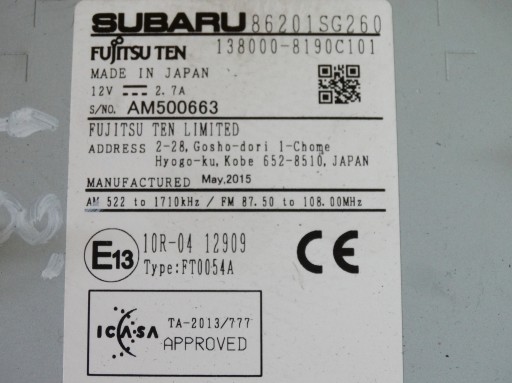 SUBARU 86201SG260
FUJITSU TEN 138000-8190C101
MADE IN JAPAN
12V 2.7A
S/NO. AM500663
FUJITSU TEN LIMITED
ADDRESS 2-28, Gosho-dori 1-Chome
Hyogo-ku, Kobe 652-8510, JAPAN
MANUFACTURED May,2015
AM 522 to 1710kHz / FM 87.50 to 108.00MHz
E13 10R-04 12909
Type:FT0054A
CE
ICASA TA-2013/777
APPROVED